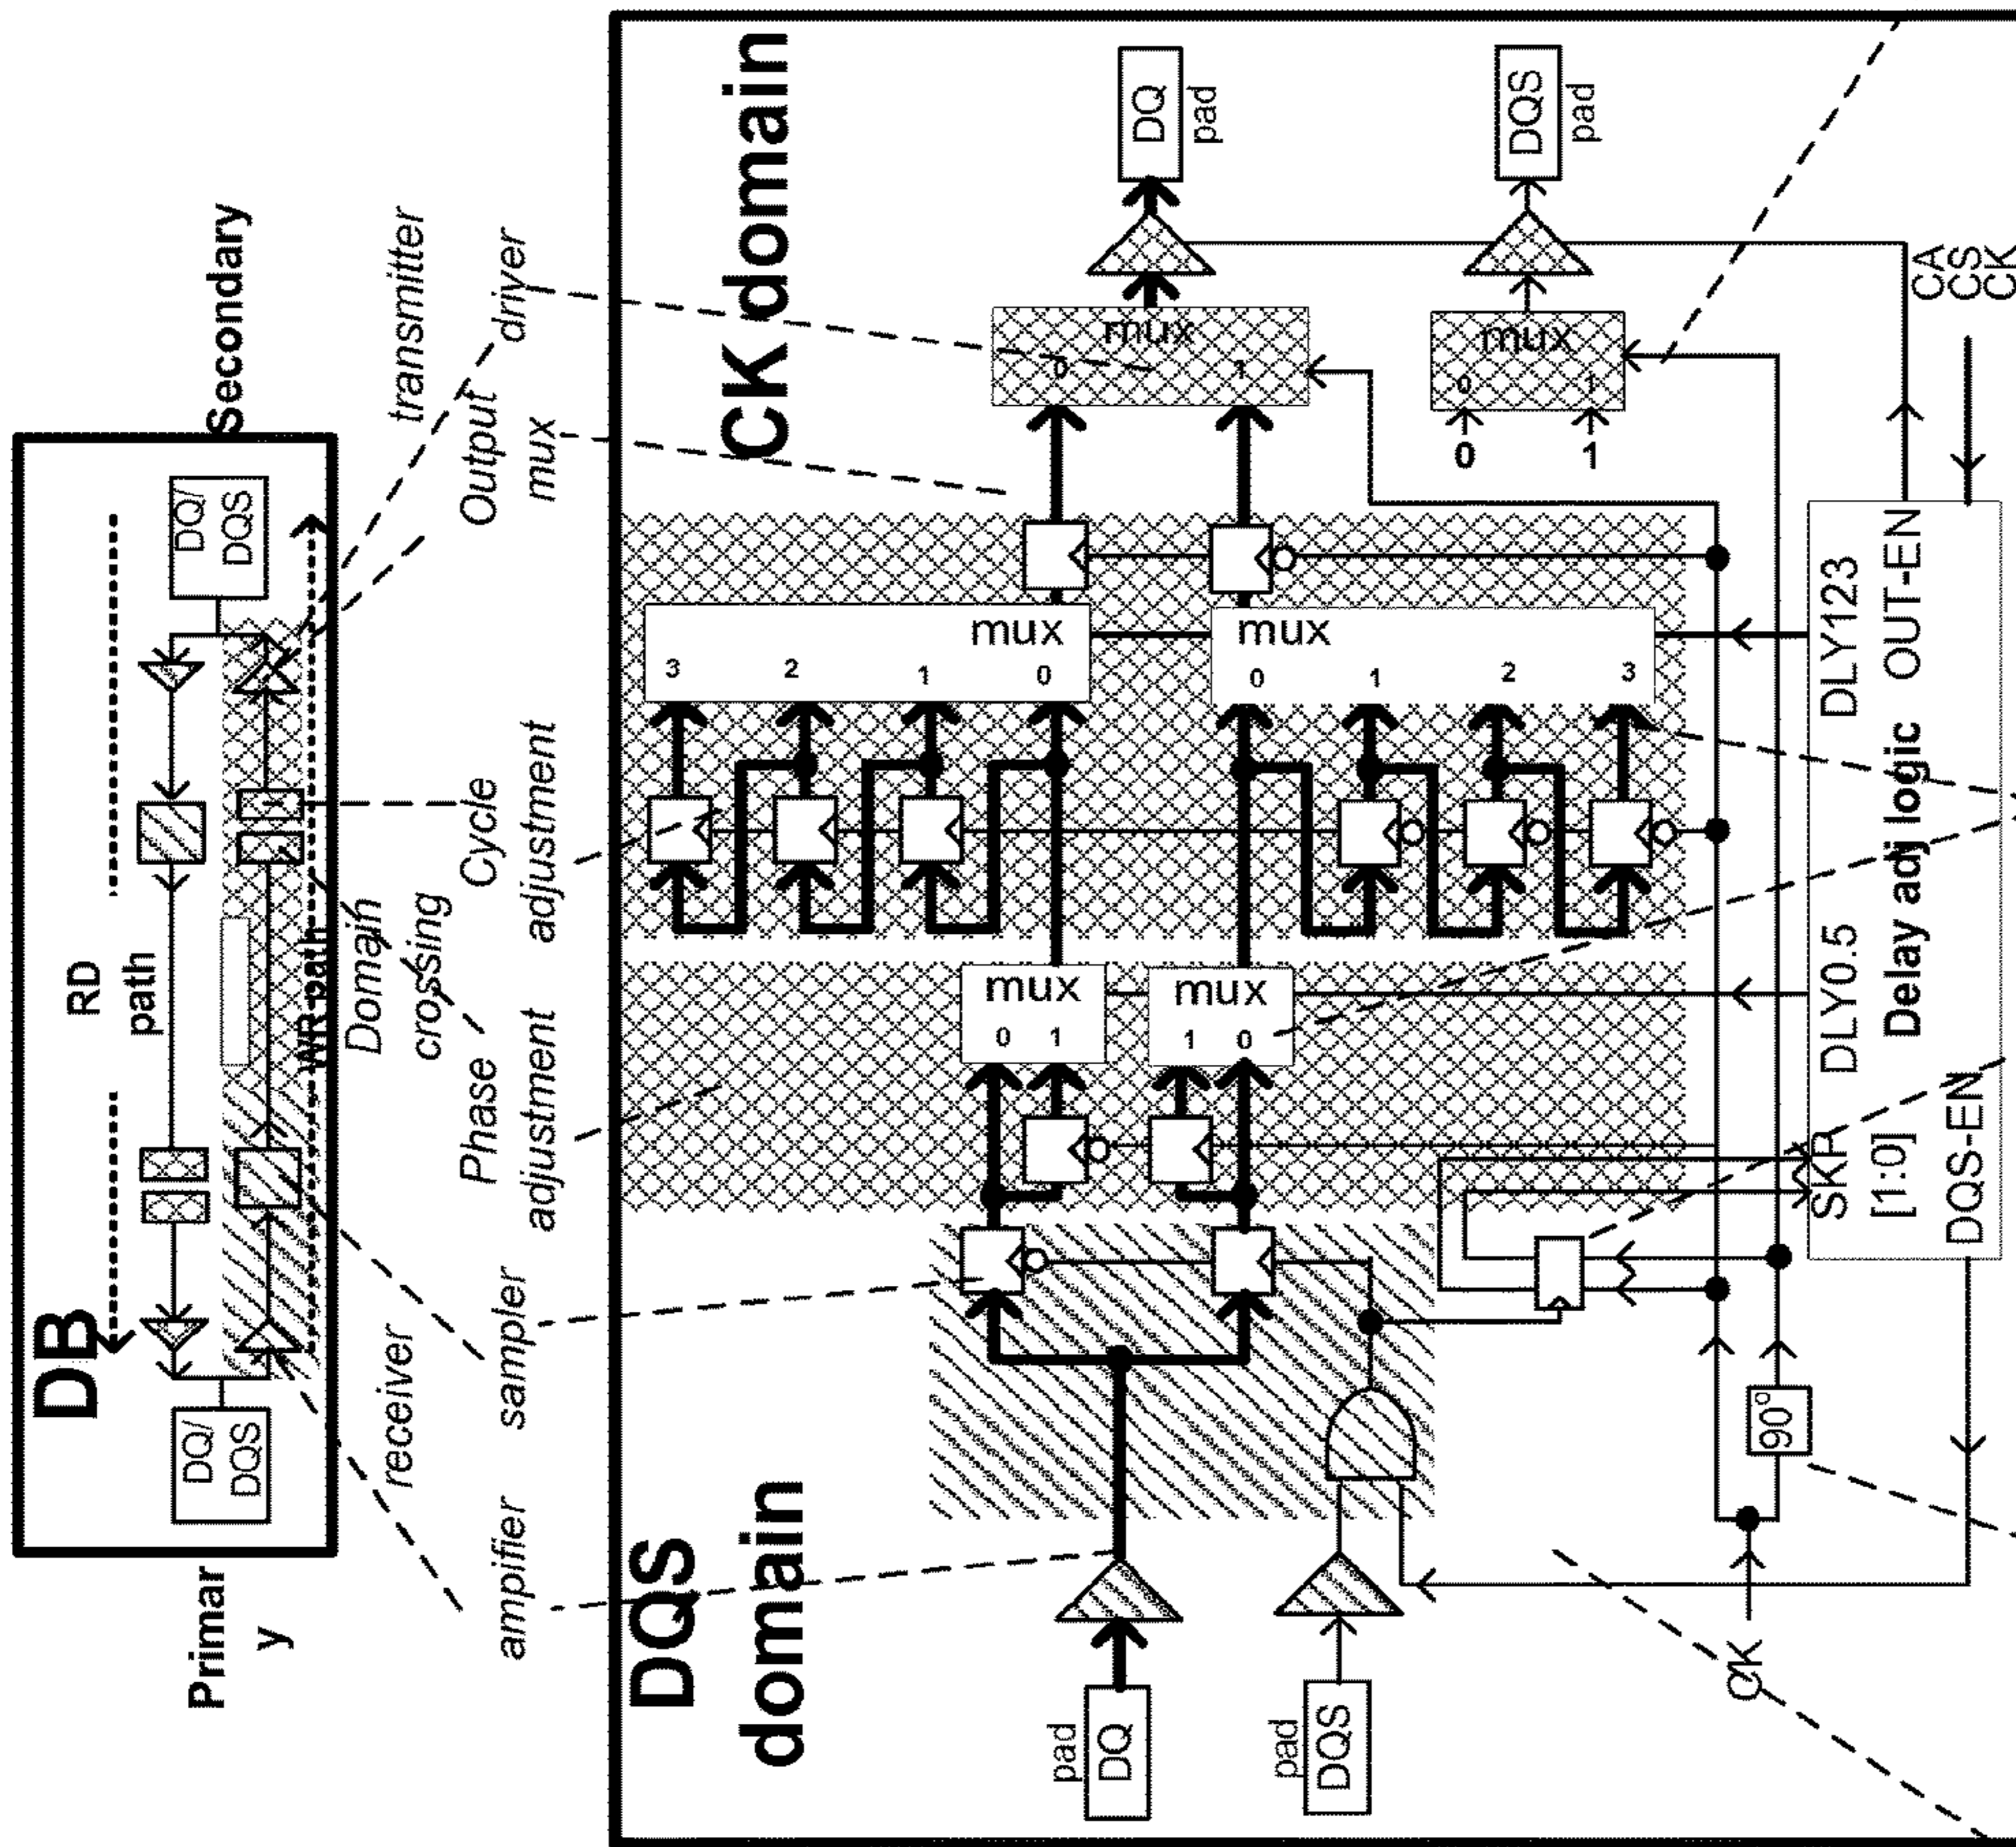 DB
RD
path
DQ/
DQS
DQ/
DQS
WR path
Primar
y
Secondary
Domain
crossing
receiver
transmitter
ampifier
sampler
Phase
adjustment
Cycle
adjustment
Output
mux
driver
DQS
domain
CK domain
pad
DQ
pad
DQS
mux
0
1
mux
1
0
mux
3
2
1
0
mux
0
1
2
3
mux
0
1
mux
0
1
0
1
DQ
pad
DQS
pad
CK
90°
SKP
[1:0]
DQS-EN
DLY0.5
DLY123
Delay adj logic
OUT-EN
CA
CS
CK